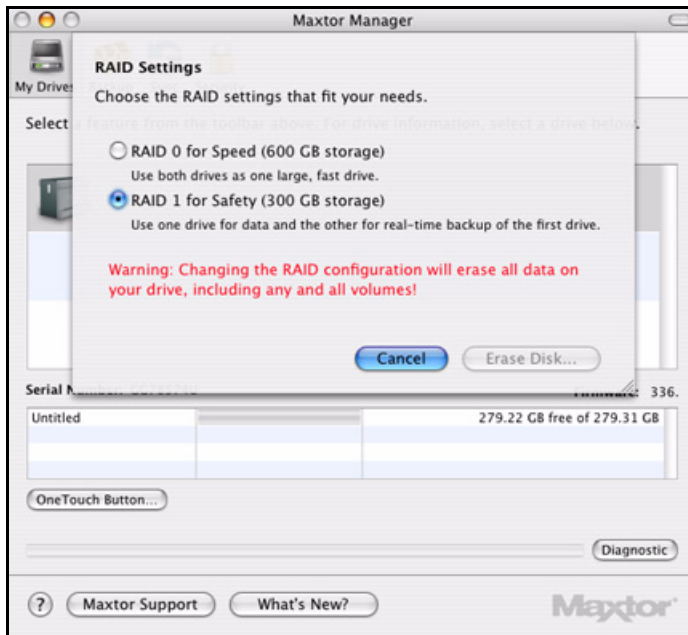 Maxtor Manager
My Drives
RAID Settings
Choose the RAID settings that fit your needs.
Select a feature from the toolbar above. For drive information, select a drive below.
RAID 0 for Speed (600 GB storage)
Use both drives as one large, fast drive.
RAID 1 for Safety (300 GB storage)
Use one drive for data and the other for real-time backup of the first drive.
Warning: Changing the RAID configuration will erase all data on
your drive, including any and all volumes!
Cancel Erase Disk...
Serial Number: Firmware: 336.
Untitled 279.22 GB free of 279.31 GB
OneTouch Button...
Diagnostic
? Maxtor Support What's New? Maxtor